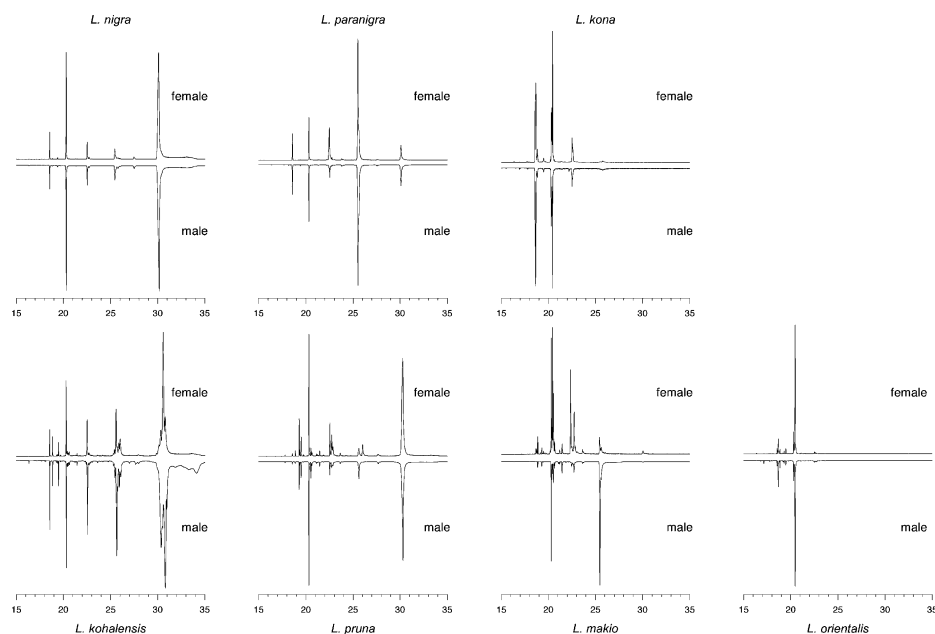 L. nigra L. paranigra L. kona
female female female
male male male
15 20 25 30 35 15 20 25 30 35 15 20 25 30 35
female female female female
male male male male
15 20 25 30 35 15 20 25 30 35 15 20 25 30 35 15 20 25 30 35
L. kohalensis L. pruna L. makio L. orientalis